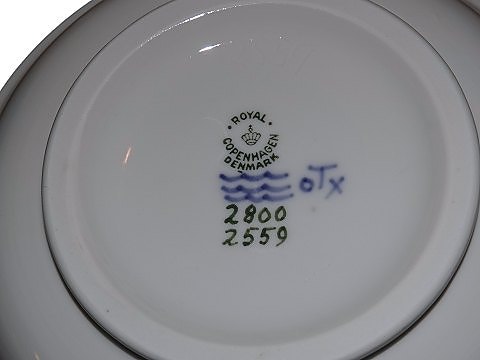 ROYAL
COPENHAGEN
DENMARK
oTx
2800
2559